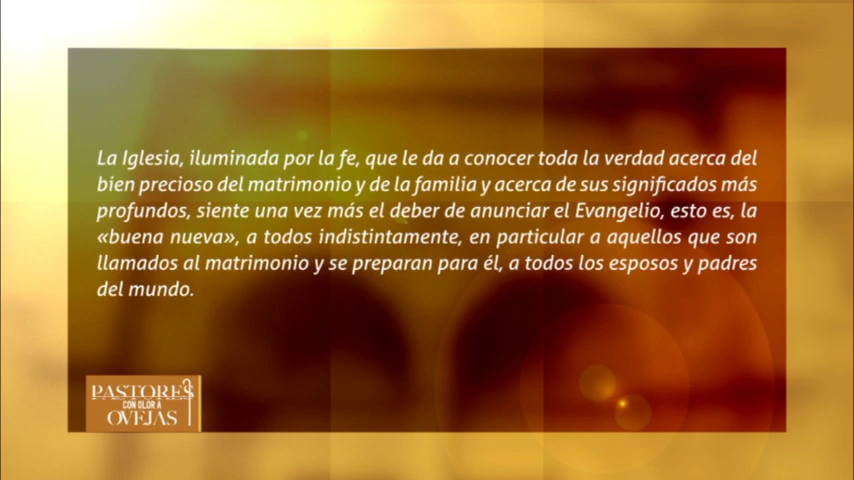 La Iglesia, iluminada por la fe, que le da a conocer toda la verdad acerca del
bien precioso del matrimonio y de la familia y acerca de sus significados más
profundos, siente una vez más el deber de anunciar el Evangelio, esto es, la
«buena nueva», a todos indistintamente, en particular a aquellos que son
llamados al matrimonio y se preparan para él, a todos los esposos y padres
del mundo.
PASTORES
CON OLOR A
OVEJAS